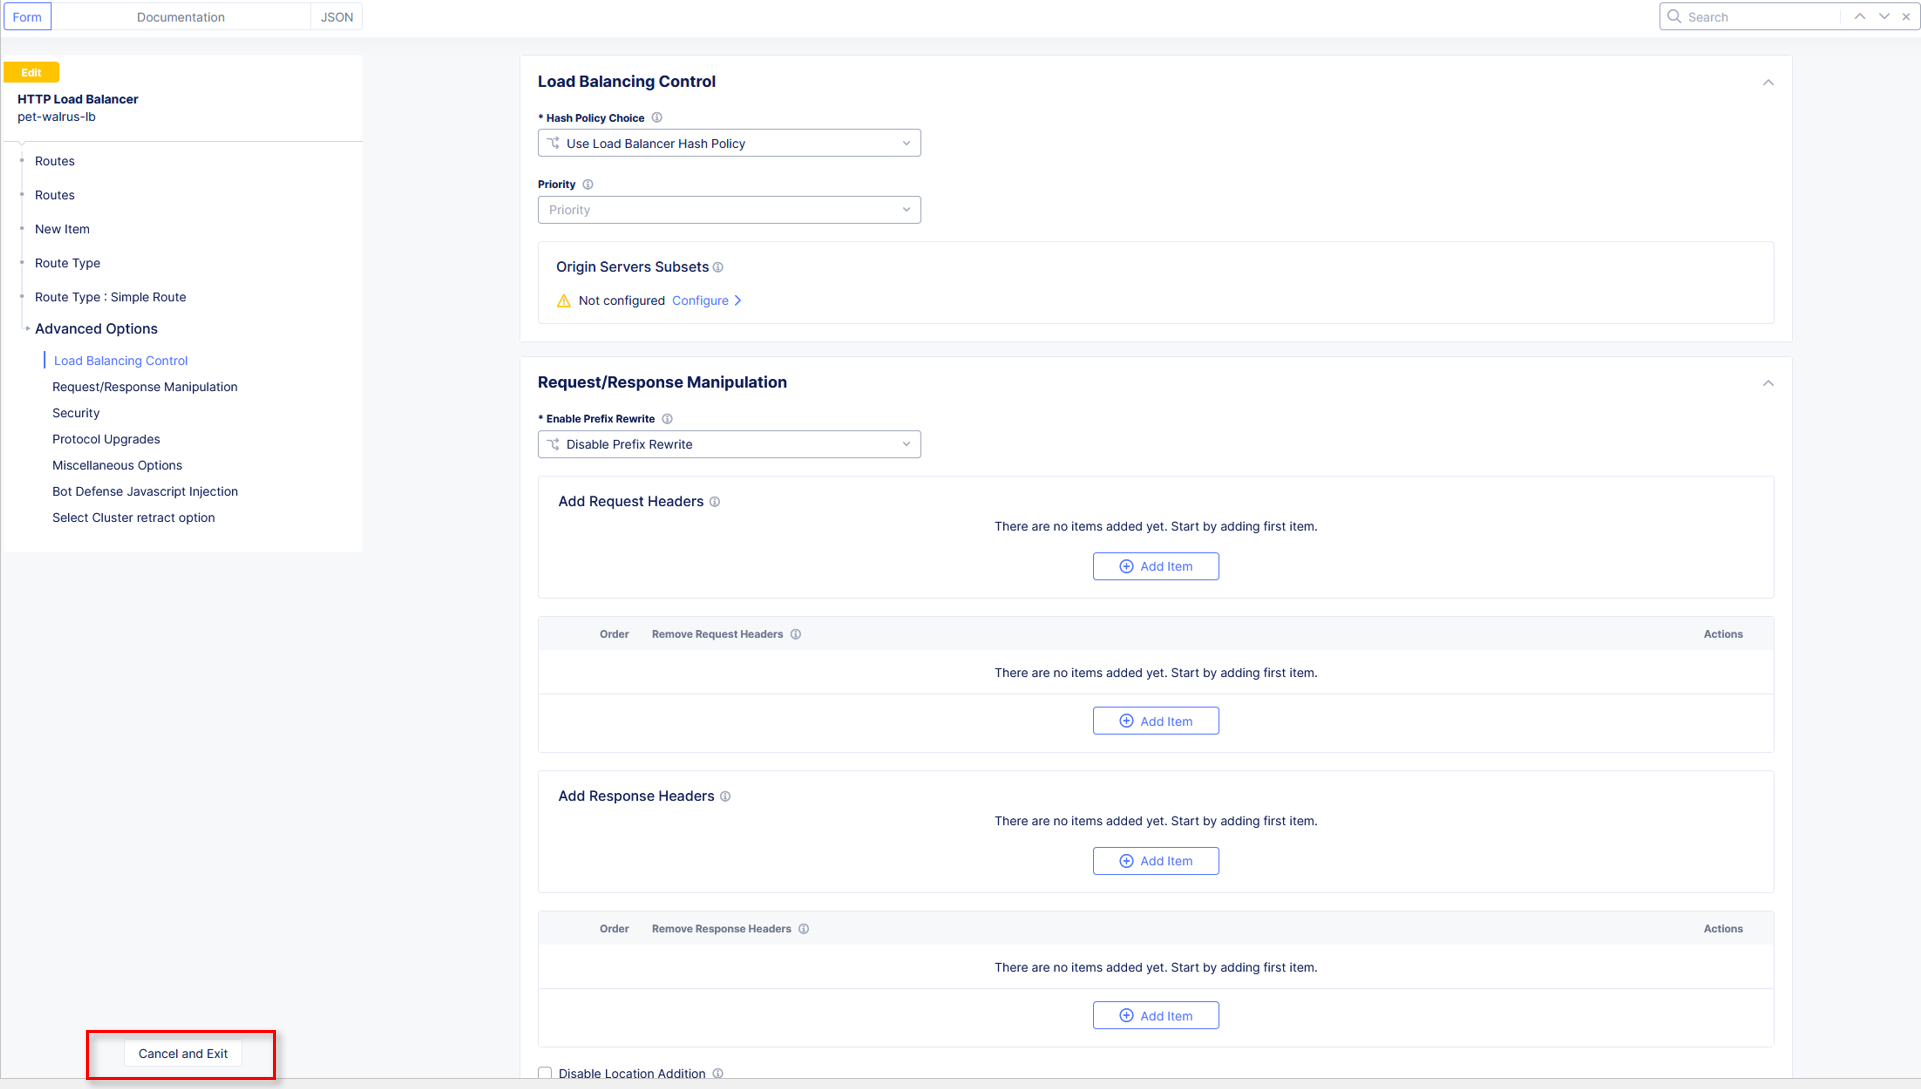 Form
Documentation
JSON
Search
Edit
HTTP Load Balancer
pet-walrus-lb
Routes
Routes
New Item
Route Type
Route Type : Simple Route
Advanced Options
Load Balancing Control
Request/Response Manipulation
Security
Protocol Upgrades
Miscellaneous Options
Bot Defense Javascript Injection
Select Cluster retract option
Cancel and Exit
Load Balancing Control
* Hash Policy Choice
Use Load Balancer Hash Policy
Priority
Priority
Origin Servers Subsets
Not configured Configure
Request/Response Manipulation
* Enable Prefix Rewrite
Disable Prefix Rewrite
Add Request Headers
There are no items added yet. Start by adding first item.
Add Item
Order Remove Request Headers Actions
There are no items added yet. Start by adding first item.
Add Item
Add Response Headers
There are no items added yet. Start by adding first item.
Add Item
Order Remove Response Headers Actions
There are no items added yet. Start by adding first item.
Add Item
Disable Location Addition